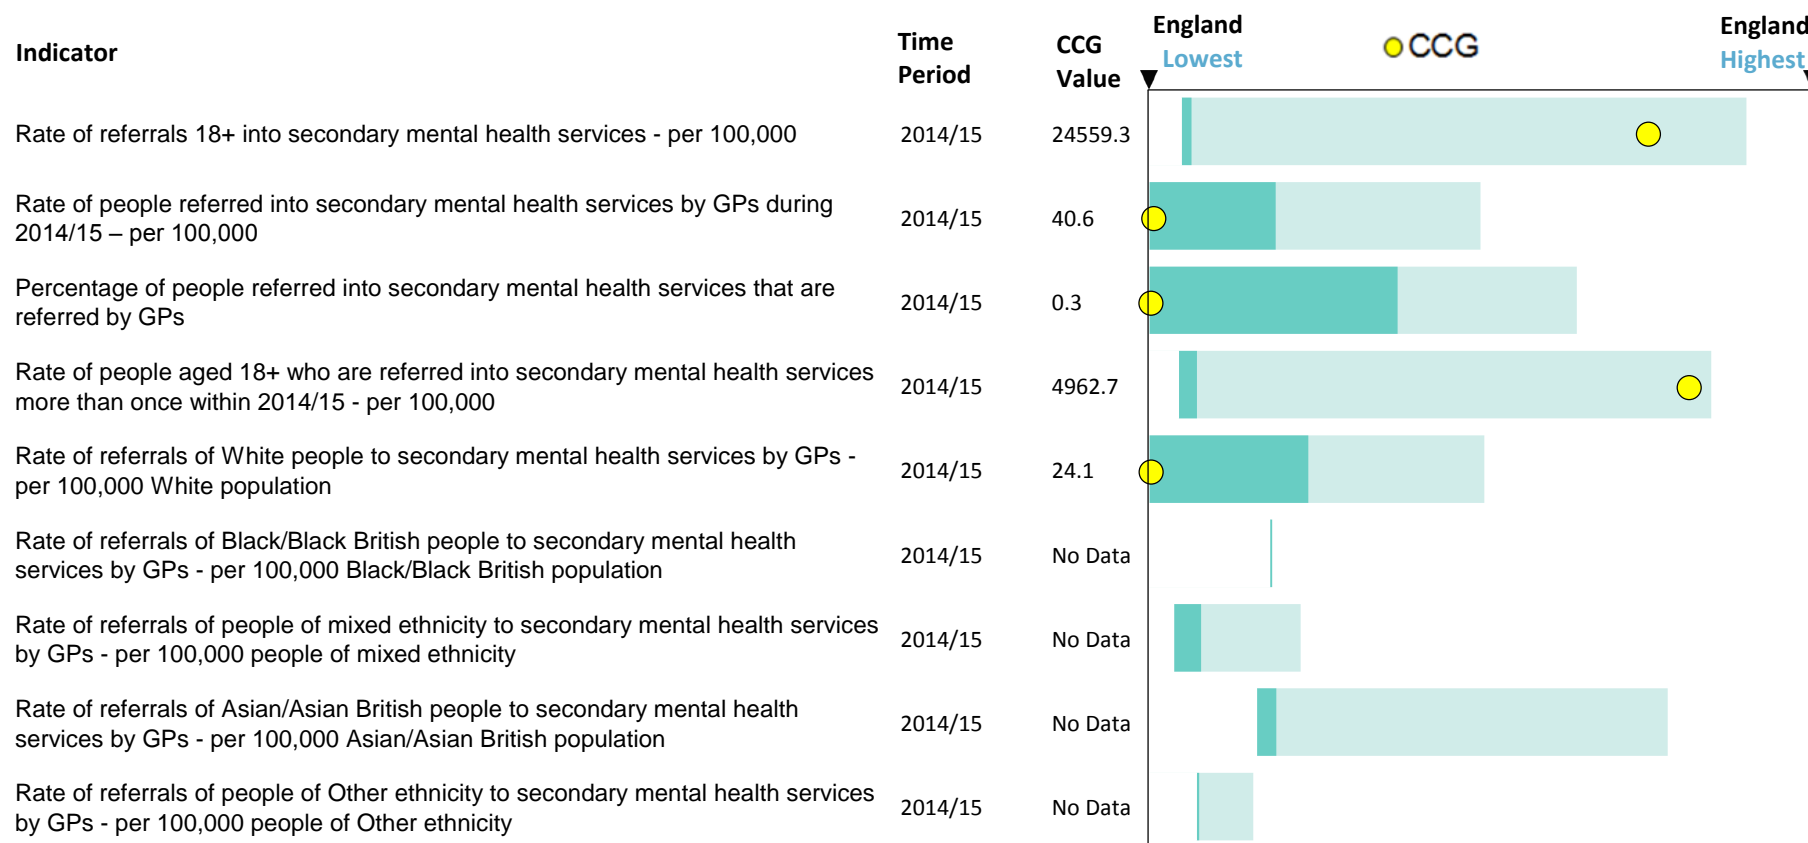 Indicator
Time
Period
CCG
Value
England
Lowest
CCG
England
Highest
Rate of referrals 18+ into secondary mental health services - per 100,000
2014/15
24559.3
Rate of people referred into secondary mental health services by GPs during
2014/15 – per 100,000
2014/15
40.6
Percentage of people referred into secondary mental health services that are
referred by GPs
2014/15
0.3
Rate of people aged 18+ who are referred into secondary mental health services
more than once within 2014/15 - per 100,000
2014/15
4962.7
Rate of referrals of White people to secondary mental health services by GPs -
per 100,000 White population
2014/15
24.1
Rate of referrals of Black/Black British people to secondary mental health
services by GPs - per 100,000 Black/Black British population
2014/15
No Data
Rate of referrals of people of mixed ethnicity to secondary mental health services
by GPs - per 100,000 people of mixed ethnicity
2014/15
No Data
Rate of referrals of Asian/Asian British people to secondary mental health
services by GPs - per 100,000 Asian/Asian British population
2014/15
No Data
Rate of referrals of people of Other ethnicity to secondary mental health services
by GPs - per 100,000 people of Other ethnicity
2014/15
No Data